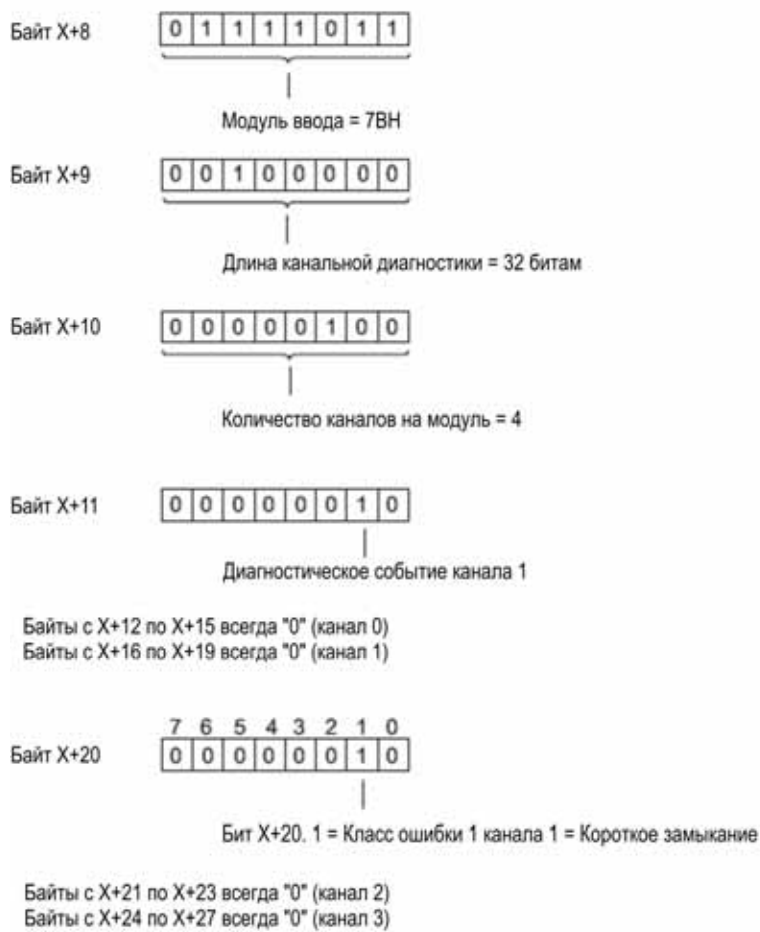 Байт X+8 0 1 1 1 1 0 1 1
Модуль ввода = 7BH
Байт X+9 0 0 1 0 0 0 0 0
Длина канальной диагностики = 32 битам
Байт X+10 0 0 0 0 0 1 0 0
Количество каналов на модуль = 4
Байт X+11 0 0 0 0 0 0 1 0
Диагностическое событие канала 1
Байты с X+12 по X+15 всегда "0" (канал 0)
Байты с X+16 по X+19 всегда "0" (канал 1)
7 6 5 4 3 2 1 0
Байт X+20 0 0 0 0 0 0 1 0
Бит X+20. 1 = Класс ошибки 1 канала 1 = Короткое замыкание
Байты с X+21 по X+23 всегда "0" (канал 2)
Байты с X+24 по X+27 всегда "0" (канал 3)